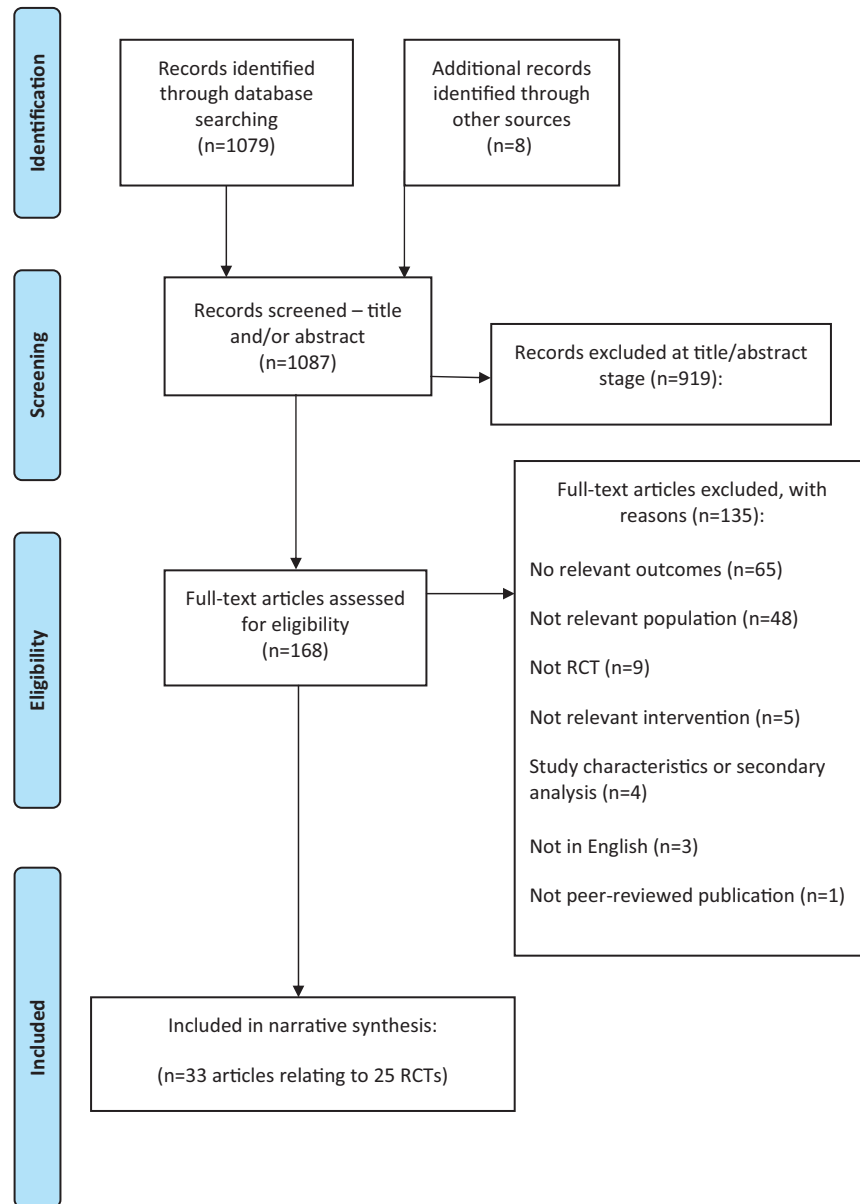 Identification
Records identified
through database
searching
(n=1079)
Additional records
identified through
other sources
(n=8)
Screening
Records screened – title
and/or abstract
(n=1087)
Records excluded at title/abstract
stage (n=919):
Eligibility
Full-text articles assessed
for eligibility
(n=168)
Full-text articles excluded, with
reasons (n=135):
No relevant outcomes (n=65)
Not relevant population (n=48)
Not RCT (n=9)
Not relevant intervention (n=5)
Study characteristics or secondary
analysis (n=4)
Not in English (n=3)
Not peer-reviewed publication (n=1)
Included
Included in narrative synthesis:
(n=33 articles relating to 25 RCTs)